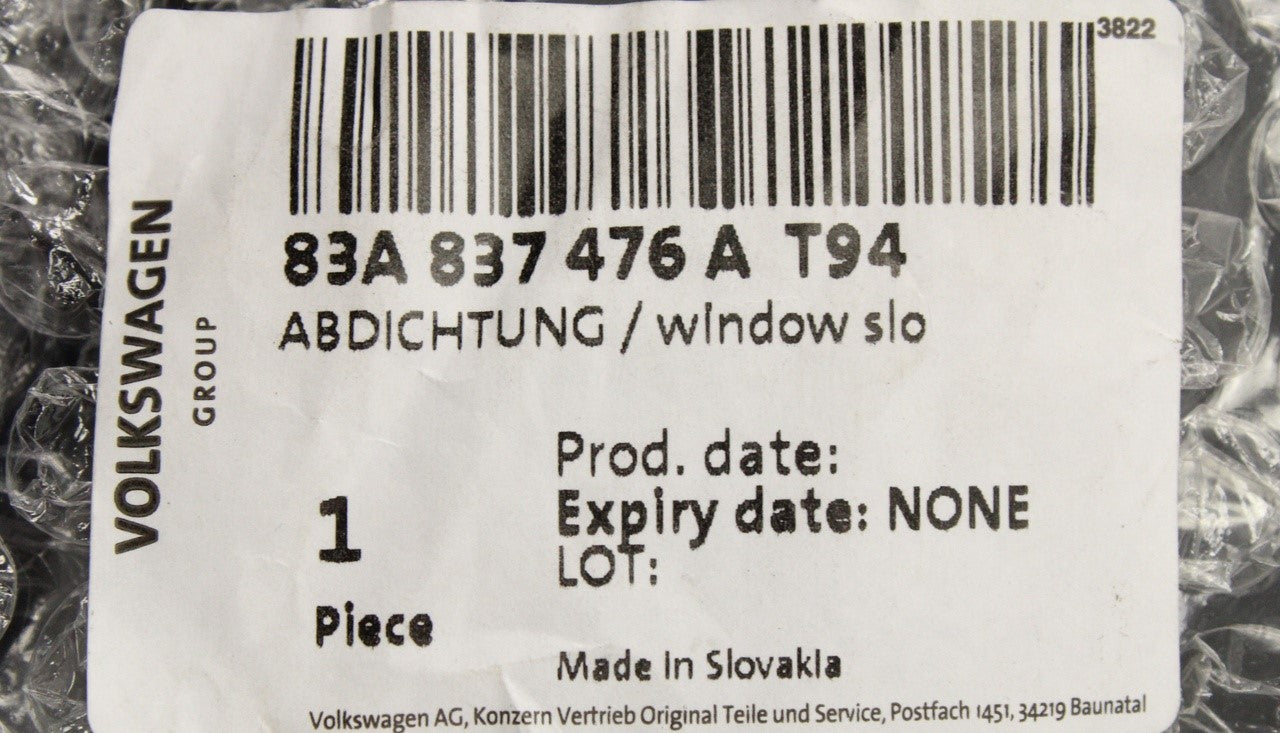 3822
VOLKSWAGEN
GROUP
83A 837 476 A T94
ABDICHTUNG / window slo
Prod. date:
Expiry date: NONE
LOT:
1
Piece
Made in Slovakia
Volkswagen AG, Konzern Vertrieb Original Teile und Service, Postfach 1451, 34219 Baunatal